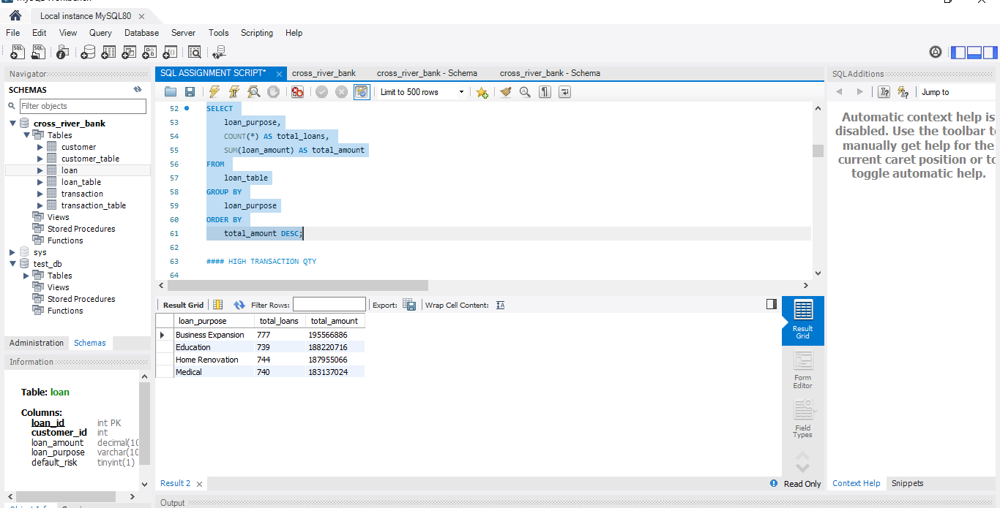 Local instance MySQL80
File Edit View Query Database Server Tools Scripting Help
Navigator
SCHEMAS
Filter objects
cross_river_bank
Tables
customer
customer_table
loan
loan_table
transaction
transaction_table
Views
Stored Procedures
Functions
sys
test_db
Tables
Views
Stored Procedures
Functions
Administration Schemas
Information
Table: loan
Columns:
loan_id int PK
customer_id int
loan_amount decimal(10
loan_purpose varchar(10
default_risk tinyint(1)
SQL ASSIGNMENT SCRIPT* cross_river_bank cross_river_bank - Schema cross_river_bank - Schema
Limit to 500 rows
52 SELECT
53 loan_purpose,
54 COUNT(*) AS total_loans,
55 SUM(loan_amount) AS total_amount
56 FROM
57 loan_table
58 GROUP BY
59 loan_purpose
60 ORDER BY
61 total_amount DESC;
62
63 #### HIGH TRANSACTION QTY
64
Result Grid Filter Rows: Export: Wrap Cell Content:
loan_purpose total_loans total_amount
Business Expansion 777 195566886
Education 739 188220716
Home Renovation 744 187955066
Medical 740 183137024
Result
Grid
Form
Editor
Field
Types
Result 2
Read Only
Output
SQLAdditions
Jump to
Automatic context help is
disabled. Use the toolbar to
manually get help for the
current caret position or to
toggle automatic help.
Context Help Snippets